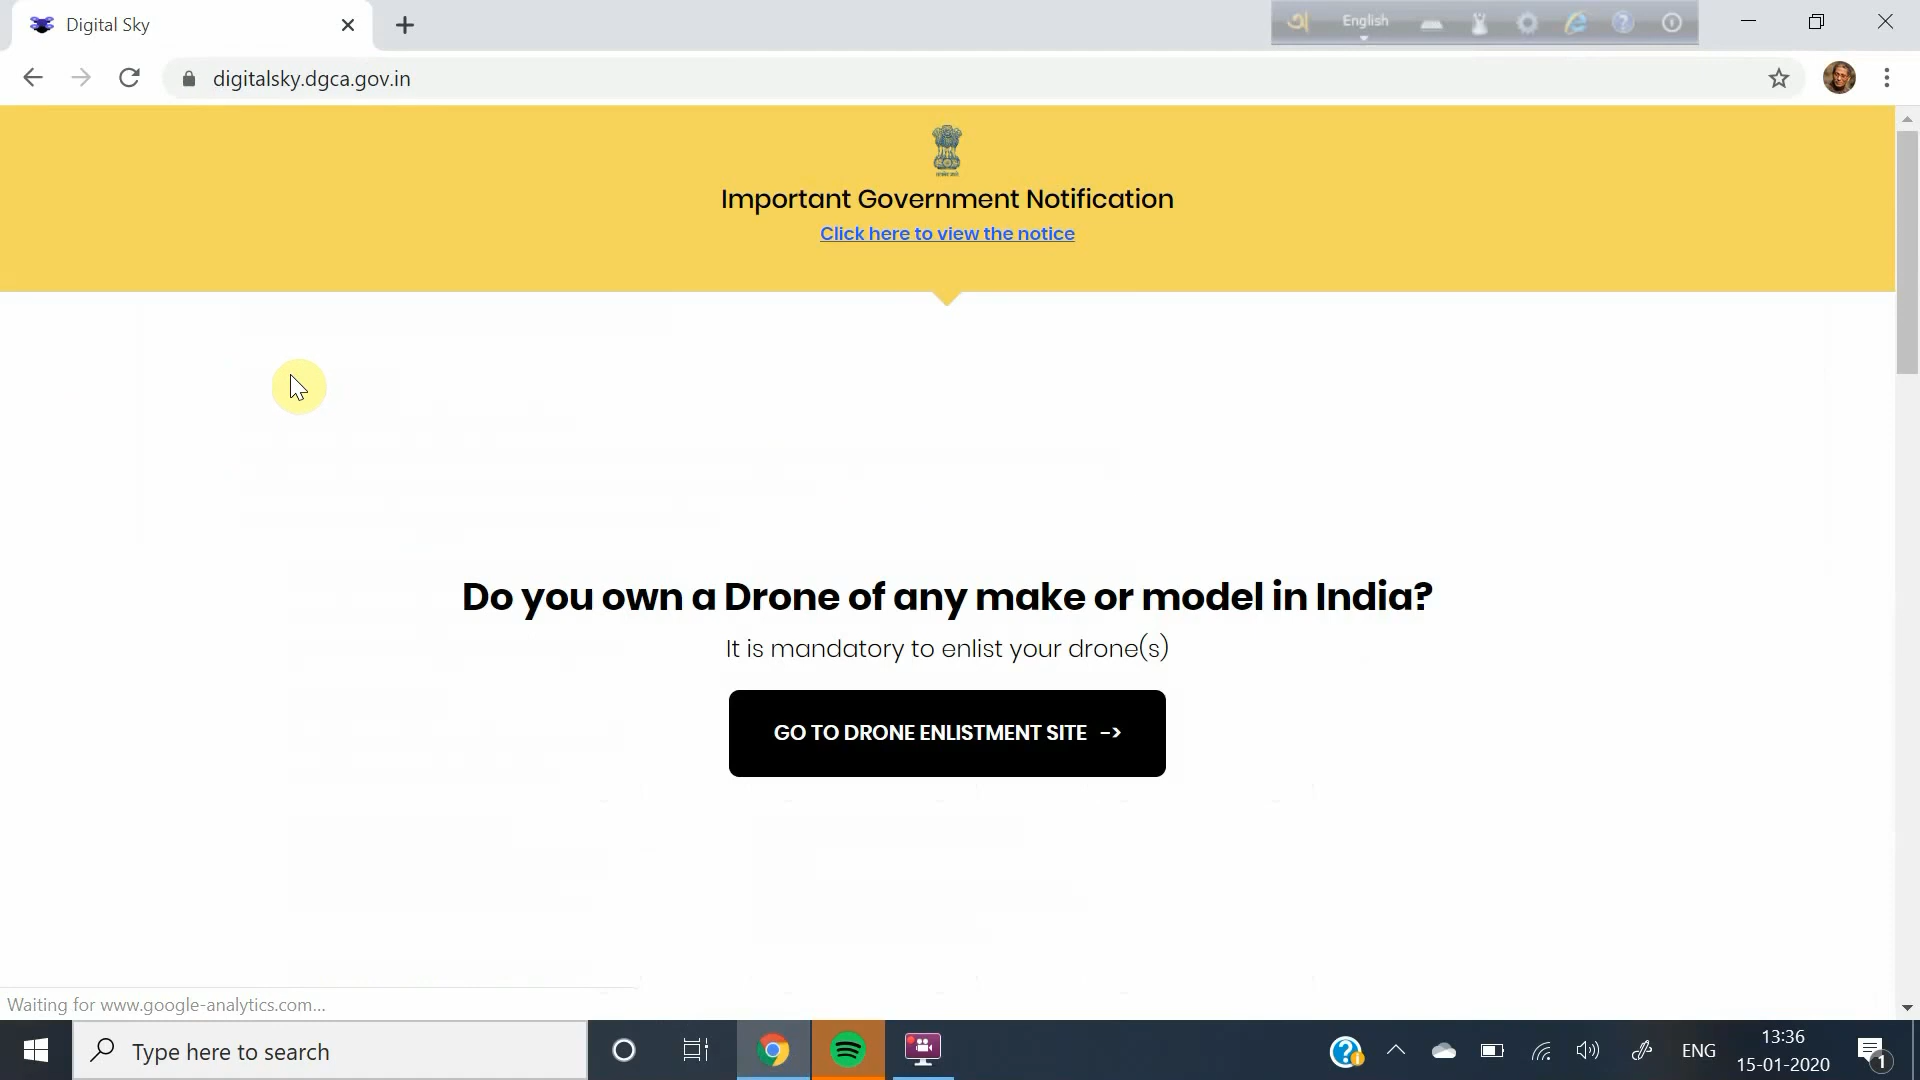 Digital Sky
English
digitalsky.dgca.gov.in
Important Government Notification
Click here to view the notice
Do you own a Drone of any make or model in India?
It is mandatory to enlist your drone(s)
GO TO DRONE ENLISTMENT SITE ->
Waiting for www.google-analytics.com...
Type here to search
ENG
13:36
15-01-2020
1